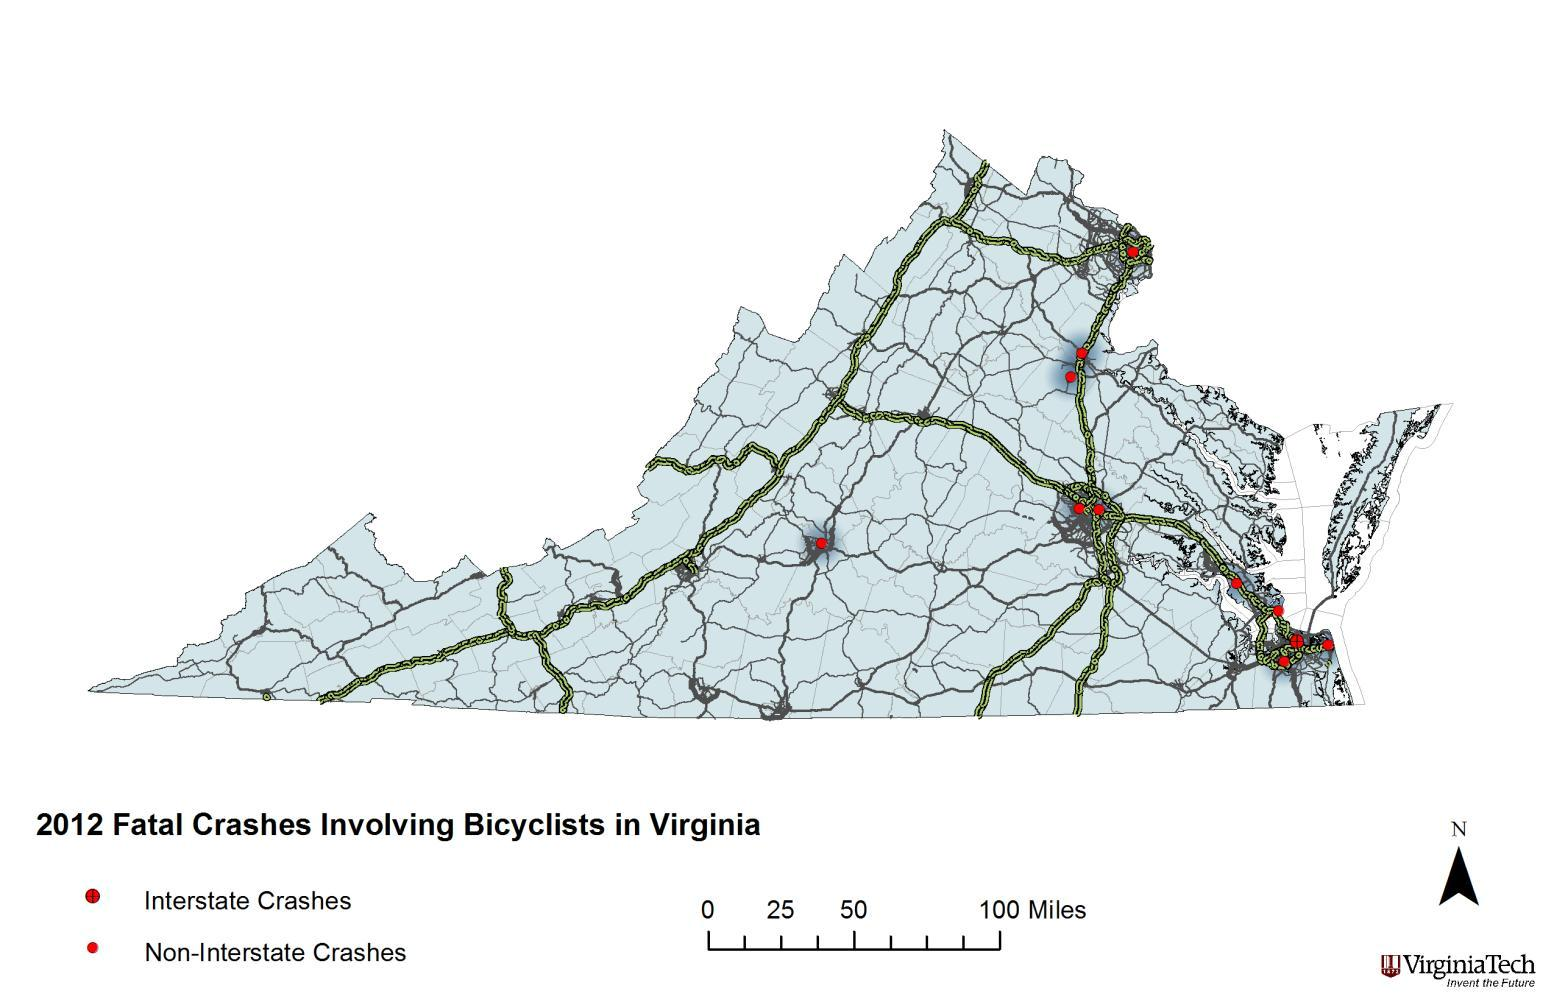 2012 Fatal Crashes Involving Bicyclists in Virginia
Interstate Crashes
Non-Interstate Crashes
0 25 50 100 Miles
N
1872
VirginiaTech
Invent the Future